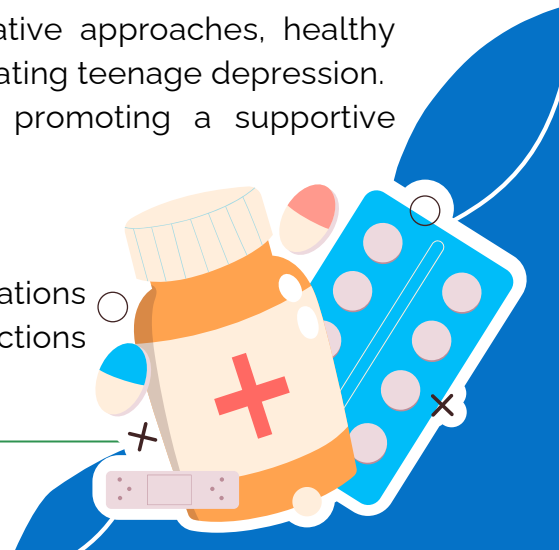 ative approaches, healthy
ating teenage depression.
promoting a supportive
ations
ctions